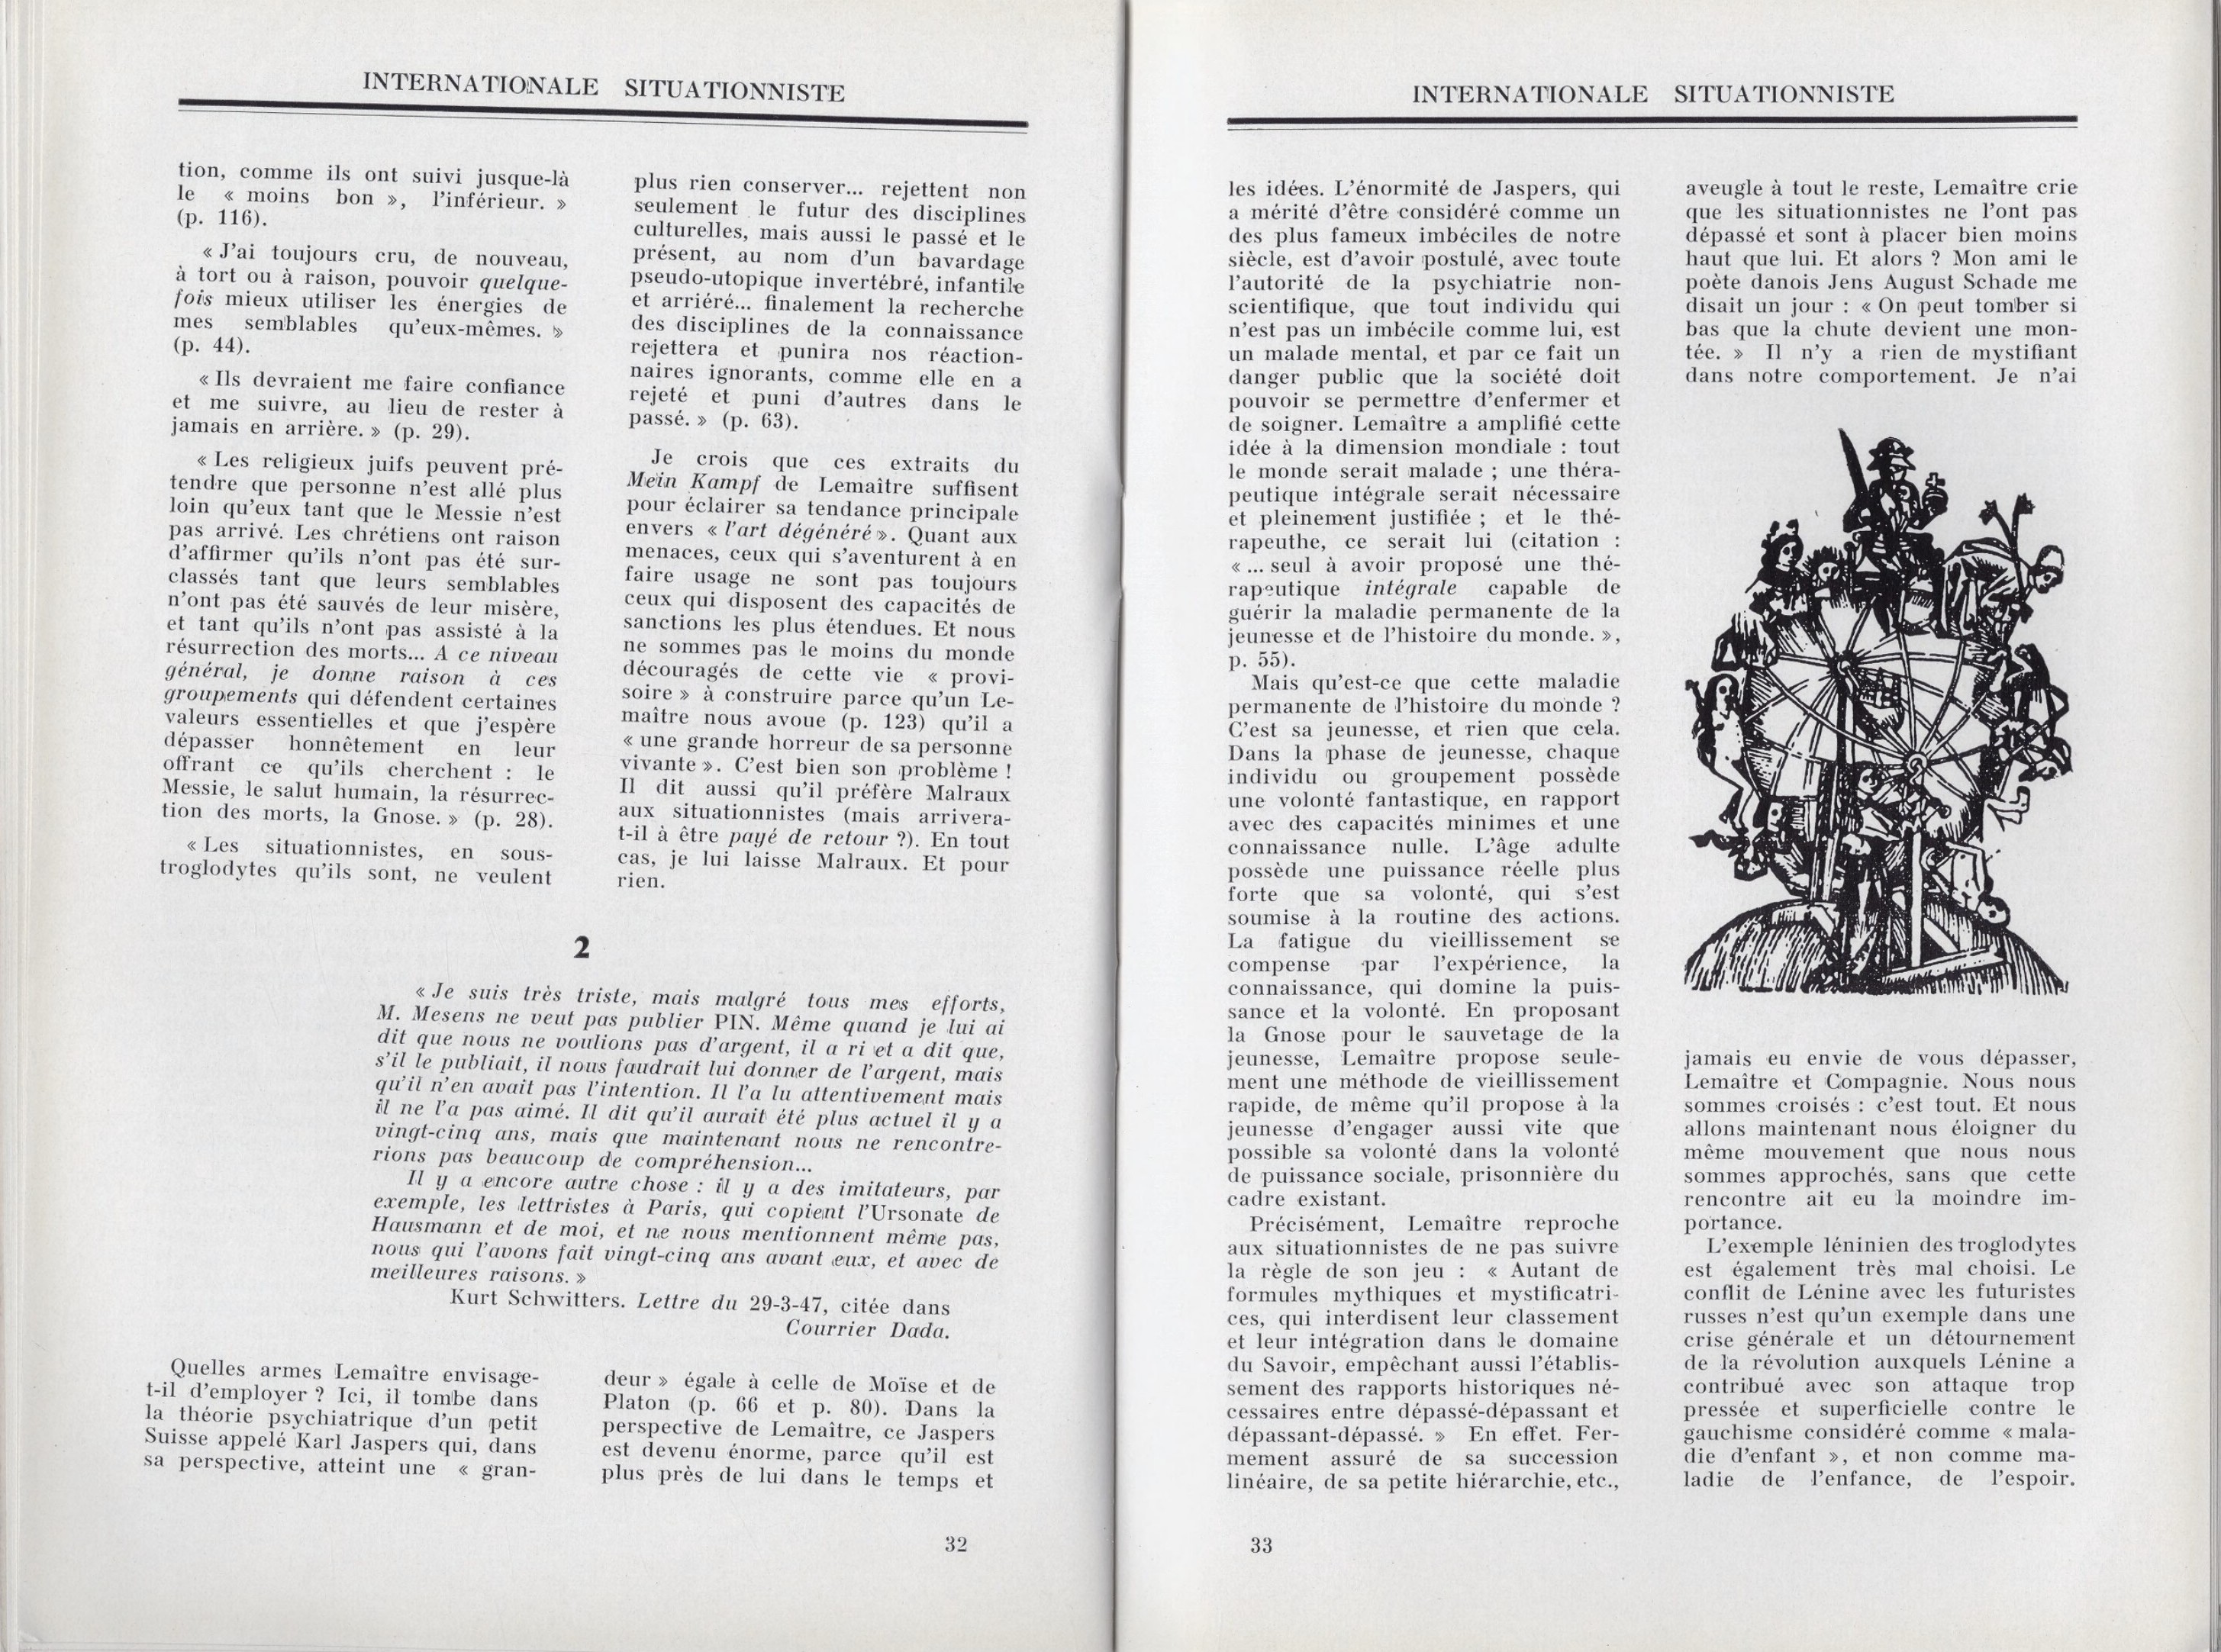 INTERNATIONALE SITUATIONNISTE
tion, comme ils ont suivi jusque-là
le « moins bon », l'inférieur. »
(p. 116).
« J'ai toujours cru, de nouveau,
à tort ou à raison, pouvoir quelque-
fois mieux utiliser les énergies de
mes semblables qu'eux-mêmes. »
(p. 44).
« Ils devraient me faire confiance
et me suivre, au lieu de rester à
jamais en arrière. » (p. 29).
« Les religieux juifs peuvent pré-
tendre que personne n'est allé plus
loin qu'eux tant que le Messie n'est
pas arrivé. Les chrétiens ont raison
d'affirmer qu'ils n'ont pas été sur-
classés tant que leurs semblables
n'ont pas été sauvés de leur misère,
et tant qu'ils n'ont pas assisté à la
résurrection des morts... A ce niveau
général, je donne raison à ces
groupements qui défendent certaines
valeurs essentielles et que j'espère
dépasser honnêtement en leur
offrant ce qu'ils cherchent : le
Messie, le salut humain, la résurrec-
tion des morts, la Gnose. » (p. 28).
« Les situationnistes, en sous-
troglodytes qu'ils sont, ne veulent
plus rien conserver... rejettent non
seulement le futur des disciplines
culturelles, mais aussi le passé et le
présent, au nom d'un bavardage
pseudo-utopique invertébré, infantile
et arriéré... finalement la recherche
des disciplines de la connaissance
rejettera et punira nos réaction-
naires ignorants, comme elle en a
rejeté et puni d'autres dans le
passé. » (p. 63).
Je crois que ces extraits du
Mein Kampf de Lemaître suffisent
pour éclairer sa tendance principale
envers « l'art dégénéré ». Quant aux
menaces, ceux qui s'aventurent à en
faire usage ne sont pas toujours
ceux qui disposent des capacités de
sanctions les plus étendues. Et nous
ne sommes pas le moins du monde
découragés de cette vie « provi-
soire » à construire parce qu'un Le-
maître nous avoue (p. 123) qu'il a
« une grande horreur de sa personne
vivante ». C'est bien son problème !
Il dit aussi qu'il préfère Malraux
aux situationnistes (mais arrivera-
t-il à être payé de retour ?). En tout
cas, je lui laisse Malraux. Et pour
rien.
2
« Je suis très triste, mais malgré tous mes efforts,
M. Mesens ne veut pas publier PIN. Même quand je lui ai
dit que nous ne voulions pas d'argent, il a ri et a dit que,
s'il le publiait, il nous faudrait lui donner de l'argent, mais
qu'il n'en avait pas l'intention. Il l'a lu attentivement mais
il ne l'a pas aimé. Il dit qu'il aurait été plus actuel il y a
vingt-cinq ans, mais que maintenant nous ne rencontre-
rions pas beaucoup de compréhension...
Il y a encore autre chose : il y a des imitateurs, par
exemple, les lettristes à Paris, qui copient l'Ursonate de
Hausmann et de moi, et ne nous mentionnent même pas,
nous qui l'avons fait vingt-cinq ans avant eux, et avec de
meilleures raisons. »
Kurt Schwitters. Lettre du 29-3-47, citée dans
Courrier Dada.
Quelles armes Lemaître envisage-
t-il d'employer ? Ici, il tombe dans
la théorie psychiatrique d'un petit
Suisse appelé Karl Jaspers qui, dans
sa perspective, atteint une « gran-
deur » égale à celle de Moïse et de
Platon (p. 66 et p. 80). Dans la
perspective de Lemaître, ce Jaspers
est devenu énorme, parce qu'il est
plus près de lui dans le temps et
32
INTERNATIONALE SITUATIONNISTE
les idées. L'énormité de Jaspers, qui
a mérité d'être considéré comme un
des plus fameux imbéciles de notre
siècle, est d'avoir postulé, avec toute
l'autorité de la psychiatrie non-
scientifique, que tout individu qui
n'est pas un imbécile comme lui, est
un malade mental, et par ce fait un
danger public que la société doit
pouvoir se permettre d'enfermer et
de soigner. Lemaître a amplifié cette
idée à la dimension mondiale : tout
le monde serait malade ; une théra-
peutique intégrale serait nécessaire
et pleinement justifiée ; et le thé-
rapeuthe, ce serait lui (citation :
« ... seul à avoir proposé une thé-
rapeutique intégrale capable de
guérir la maladie permanente de la
jeunesse et de l'histoire du monde. »,
p. 55).
Mais qu'est-ce que cette maladie
permanente de l'histoire du monde ?
C'est sa jeunesse, et rien que cela.
Dans la phase de jeunesse, chaque
individu ou groupement possède
une volonté fantastique, en rapport
avec des capacités minimes et une
connaissance nulle. L'âge adulte
possède une puissance réelle plus
forte que sa volonté, qui s'est
soumise à la routine des actions.
La fatigue du vieillissement se
compense par l'expérience, la
connaissance, qui domine la puis-
sance et la volonté. En proposant
la Gnose pour le sauvetage de la
jeunesse, Lemaître propose seule-
ment une méthode de vieillissement
rapide, de même qu'il propose à la
jeunesse d'engager aussi vite que
possible sa volonté dans la volonté
de puissance sociale, prisonnière du
cadre existant.
Précisément, Lemaître reproche
aux situationnistes de ne pas suivre
la règle de son jeu : « Autant de
formules mythiques et mystificatri-
ces, qui interdisent leur classement
et leur intégration dans le domaine
du Savoir, empêchant aussi l'établis-
sement des rapports historiques né-
cessaires entre dépassé-dépassant et
dépassant-dépassé. » En effet. Fer-
mement assuré de sa succession
linéaire, de sa petite hiérarchie, etc.,
aveugle à tout le reste, Lemaître crie
que les situationnistes ne l'ont pas
dépassé et sont à placer bien moins
haut que lui. Et alors ? Mon ami le
poète danois Jens August Schade me
disait un jour : « On peut tomber si
bas que la chute devient une mon-
tée. » Il n'y a rien de mystifiant
dans notre comportement. Je n'ai
jamais eu envie de vous dépasser,
Lemaître et Compagnie. Nous nous
sommes croisés : c'est tout. Et nous
allons maintenant nous éloigner du
même mouvement que nous nous
sommes approchés, sans que cette
rencontre ait eu la moindre im-
portance.
L'exemple léninien des troglodytes
est également très mal choisi. Le
conflit de Lénine avec les futuristes
russes n'est qu'un exemple dans une
crise générale et un détournement
de la révolution auxquels Lénine a
contribué avec son attaque trop
pressée et superficielle contre le
gauchisme considéré comme « mala-
die d'enfant », et non comme ma-
ladie de l'enfance, de l'espoir.
33